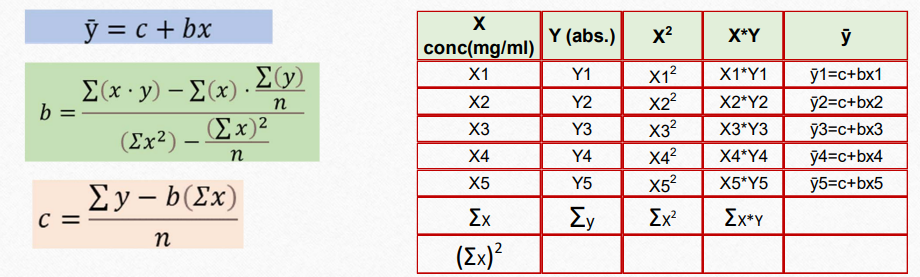 ȳ = c + bx
b = (∑(x · y) − ∑(x) · ∑(y)/n) / ((Σx²) − (∑x)²/n)
c = (∑y − b(Σx)) / n
X conc(mg/ml) | Y (abs.) | X² | X*Y | ȳ
X1 | Y1 | X1² | X1*Y1 | ȳ1=c+bx1
X2 | Y2 | X2² | X2*Y2 | ȳ2=c+bx2
X3 | Y3 | X3² | X3*Y3 | ȳ3=c+bx3
X4 | Y4 | X4² | X4*Y4 | ȳ4=c+bx4
X5 | Y5 | X5² | X5*Y5 | ȳ5=c+bx5
Σx | Σy | Σx² | Σx*Y
(Σx)²